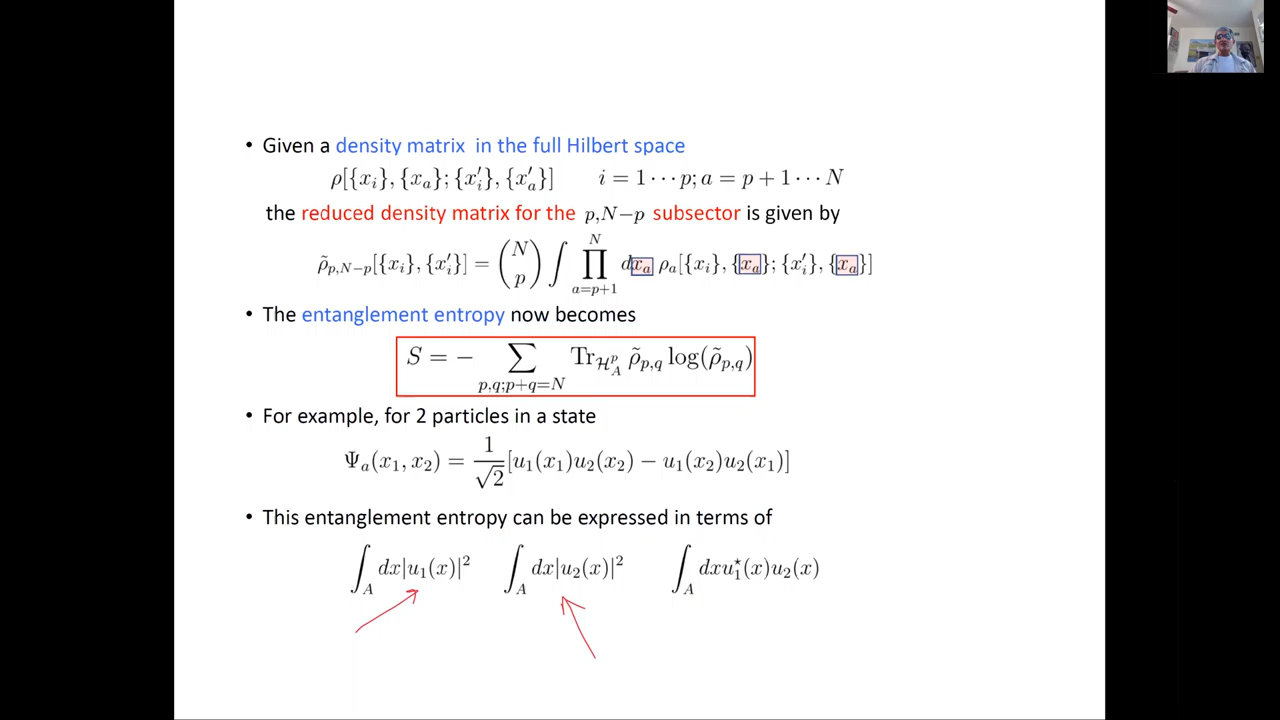 • Given a density matrix in the full Hilbert space
ρ[{x_i}, {x_a}; {x'_i}, {x'_a}] i = 1 ··· p; a = p + 1 ··· N
the reduced density matrix for the p,N−p subsector is given by
ρ̃_{p,N−p}[{x_i}, {x'_i}] = \binom{N}{p} ∫ ∏_{a=p+1}^{N} dx_a ρ_a[{x_i}, {x_a}; {x'_i}, {x_a}]
• The entanglement entropy now becomes
S = − ∑_{p,q;p+q=N} Tr_{ℋ_A^p} ρ̃_{p,q} log(ρ̃_{p,q})
• For example, for 2 particles in a state
Ψ_a(x_1, x_2) = \frac{1}{√2}[u_1(x_1)u_2(x_2) − u_1(x_2)u_2(x_1)]
• This entanglement entropy can be expressed in terms of
∫_A dx|u_1(x)|^2 ∫_A dx|u_2(x)|^2 ∫_A dxu_1^⋆(x)u_2(x)